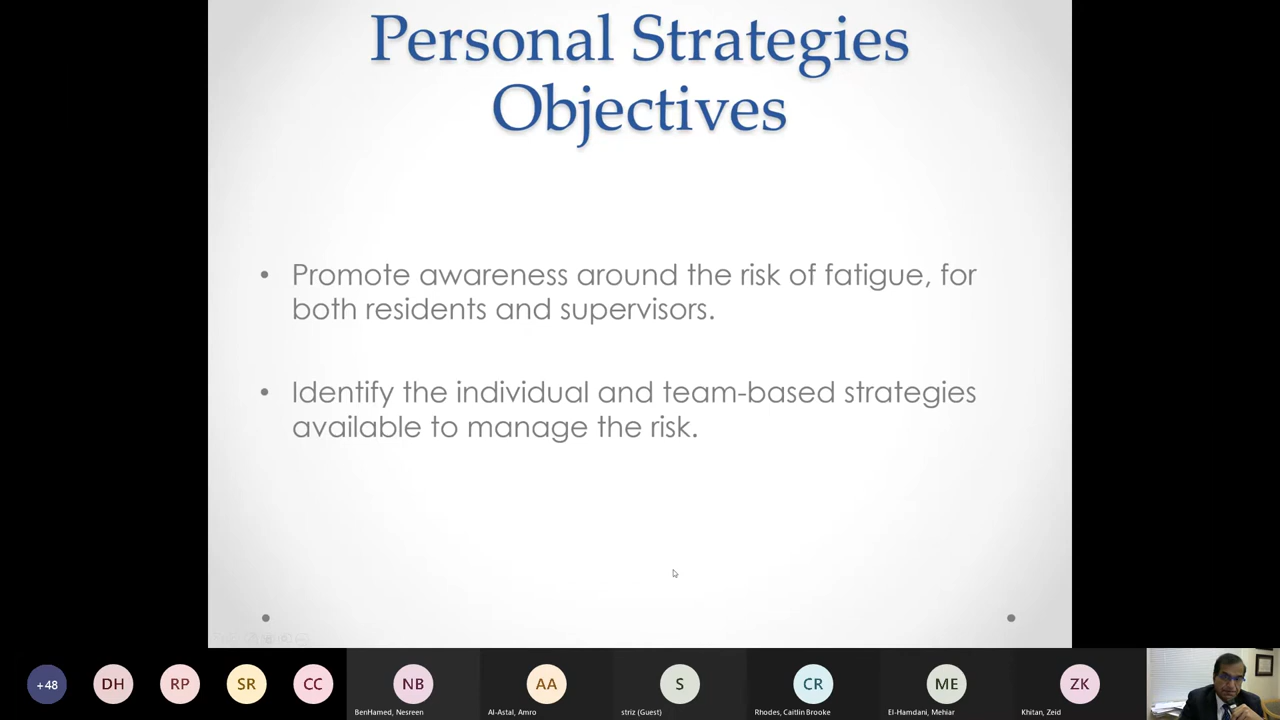 Personal Strategies
Objectives
• Promote awareness around the risk of fatigue, for
both residents and supervisors.
• Identify the individual and team-based strategies
available to manage the risk.
+48
DH
RP
SR
CC
NB
AA
S
CR
ME
ZK
BenHamed, Nesreen
Al-Astal, Amro
striz (Guest)
Rhodes, Caitlin Brooke
El-Hamdani, Mehiar
Khitan, Zeid